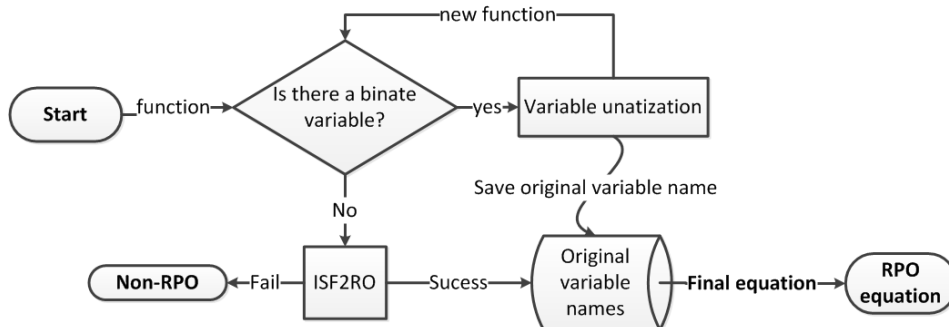 new function
Start
function
Is there a binate
variable?
yes
Variable unatization
Save original variable name
No
Non-RPO
Fail
ISF2RO
Sucess
Original
variable
names
Final equation
RPO
equation